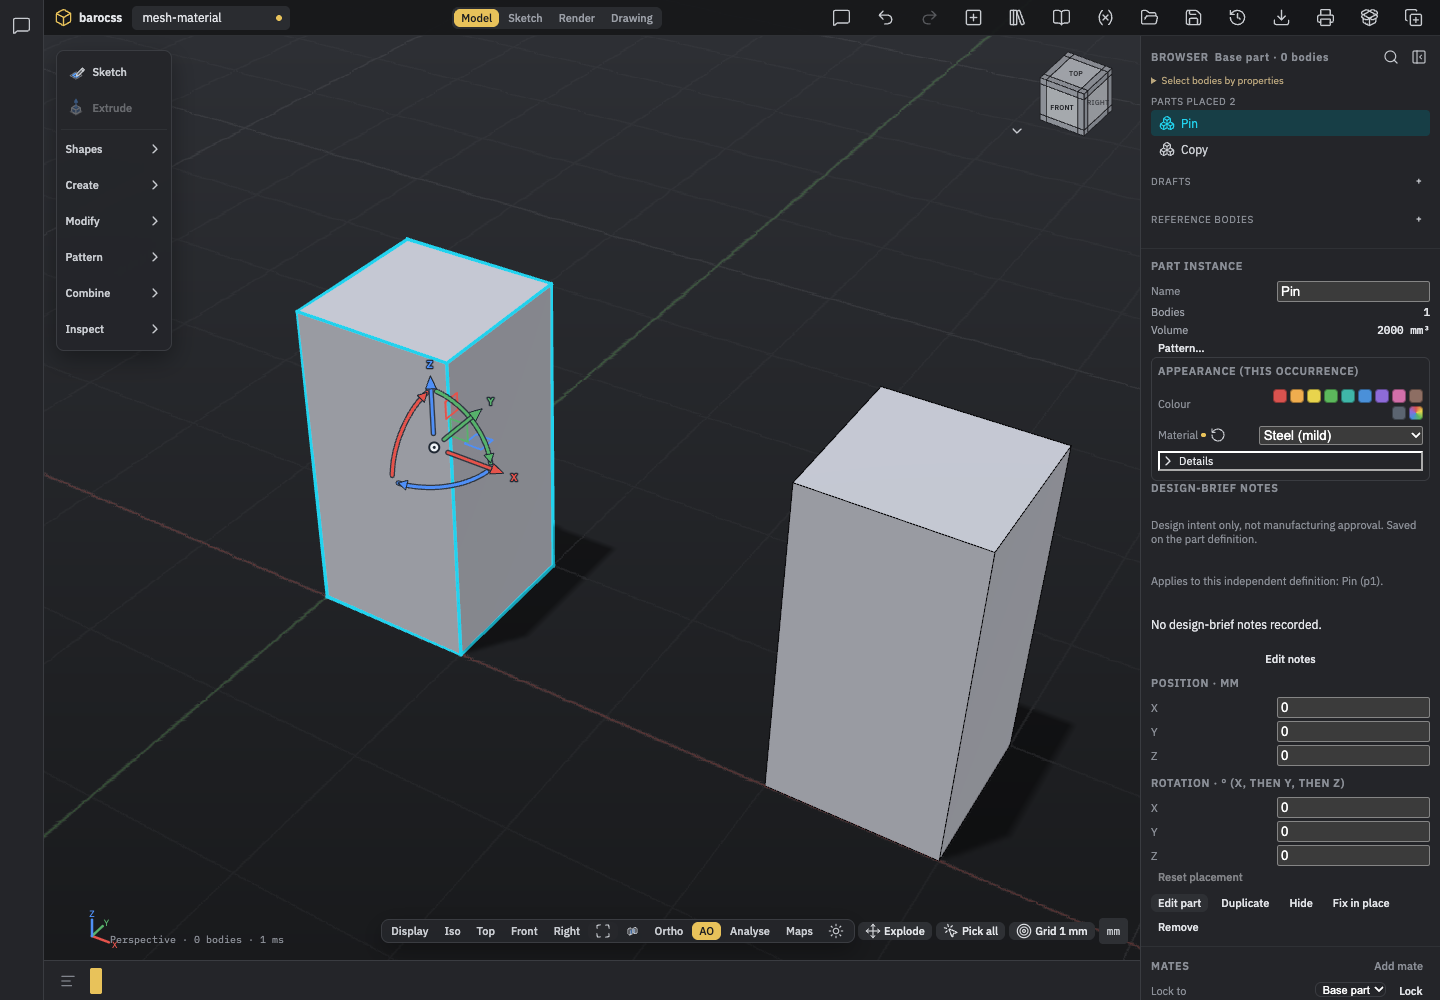 barocss
mesh-material
Model
Sketch
Render
Drawing
Sketch
Extrude
Shapes
Create
Modify
Pattern
Combine
Inspect
TOP
FRONT
RIGHT
Z
Y
X
Z
Y
X
Perspective · 0 bodies · 1 ms
Display
Iso
Top
Front
Right
Ortho
AO
Analyse
Maps
Explode
Pick all
Grid 1 mm
mm
BROWSER Base part · 0 bodies
Select bodies by properties
PARTS PLACED 2
Pin
Copy
DRAFTS +
REFERENCE BODIES +
PART INSTANCE
Name Pin
Bodies 1
Volume 2000 mm³
Pattern...
APPEARANCE (THIS OCCURRENCE)
Colour
Material Steel (mild)
Details
DESIGN-BRIEF NOTES
Design intent only, not manufacturing approval. Saved
on the part definition.
Applies to this independent definition: Pin (p1).
No design-brief notes recorded.
Edit notes
POSITION · MM
X 0
Y 0
Z 0
ROTATION · ° (X, THEN Y, THEN Z)
X 0
Y 0
Z 0
Reset placement
Edit part Duplicate Hide Fix in place
Remove
MATES Add mate
Lock to Base part Lock